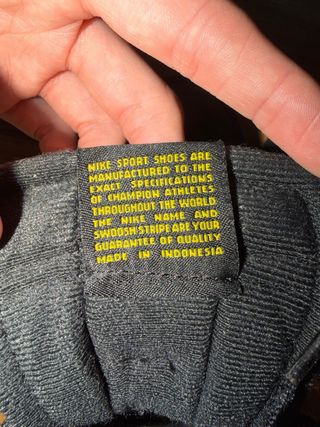 NIKE SPORT SHOES ARE
MANUFACTURED TO THE
EXACT SPECIFICATIONS
OF CHAMPION ATHLETES
THROUGHOUT THE WORLD
THE NIKE NAME AND
SWOOSH STRIPE ARE YOUR
GUARANTEE OF QUALITY
MADE IN INDONESIA